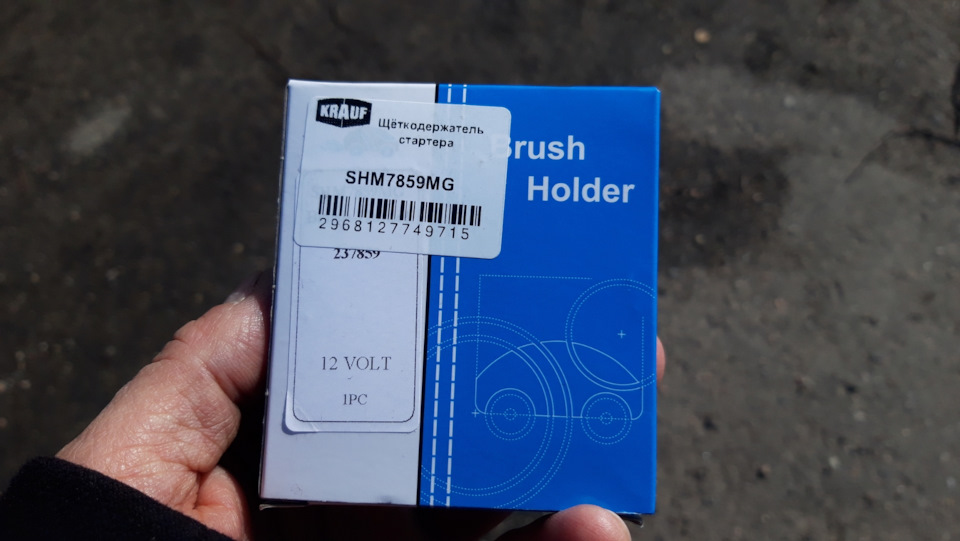 KRAUF
Щёткодержатель
стартера
SHM7859MG
2968127749715
237859
12 VOLT
1PC
Brush
Holder